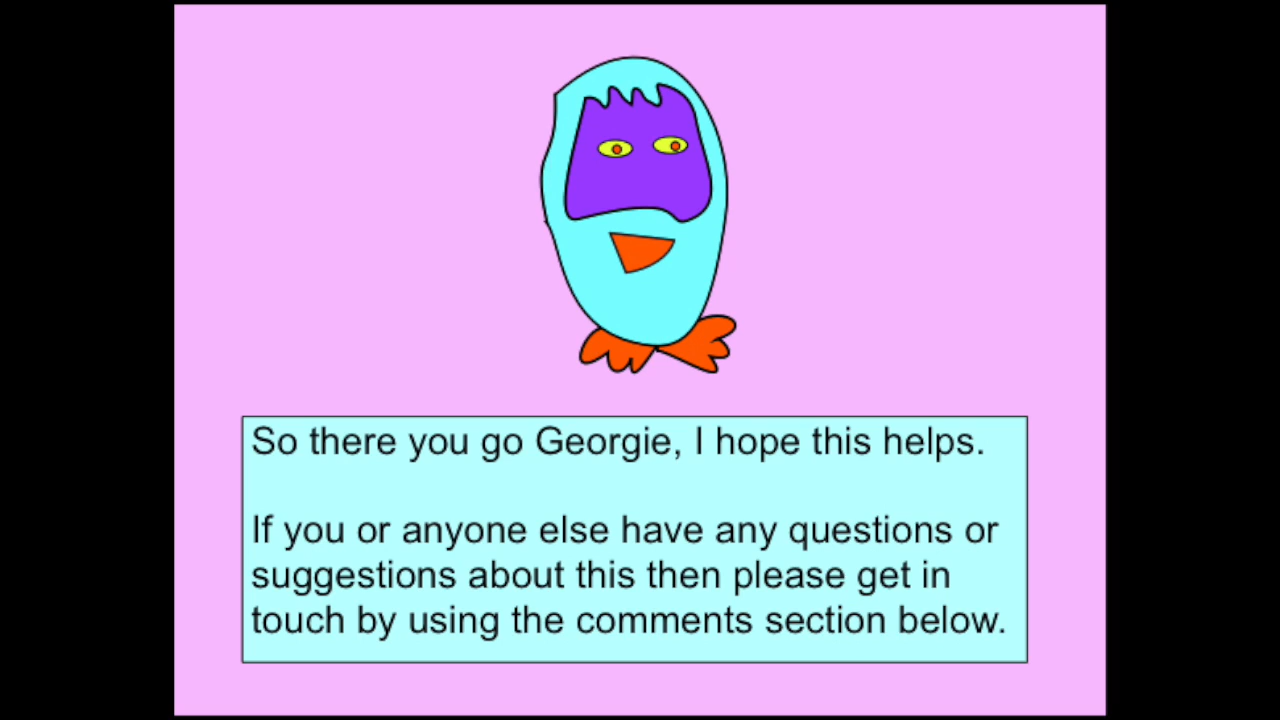 So there you go Georgie, I hope this helps.
If you or anyone else have any questions or
suggestions about this then please get in
touch by using the comments section below.